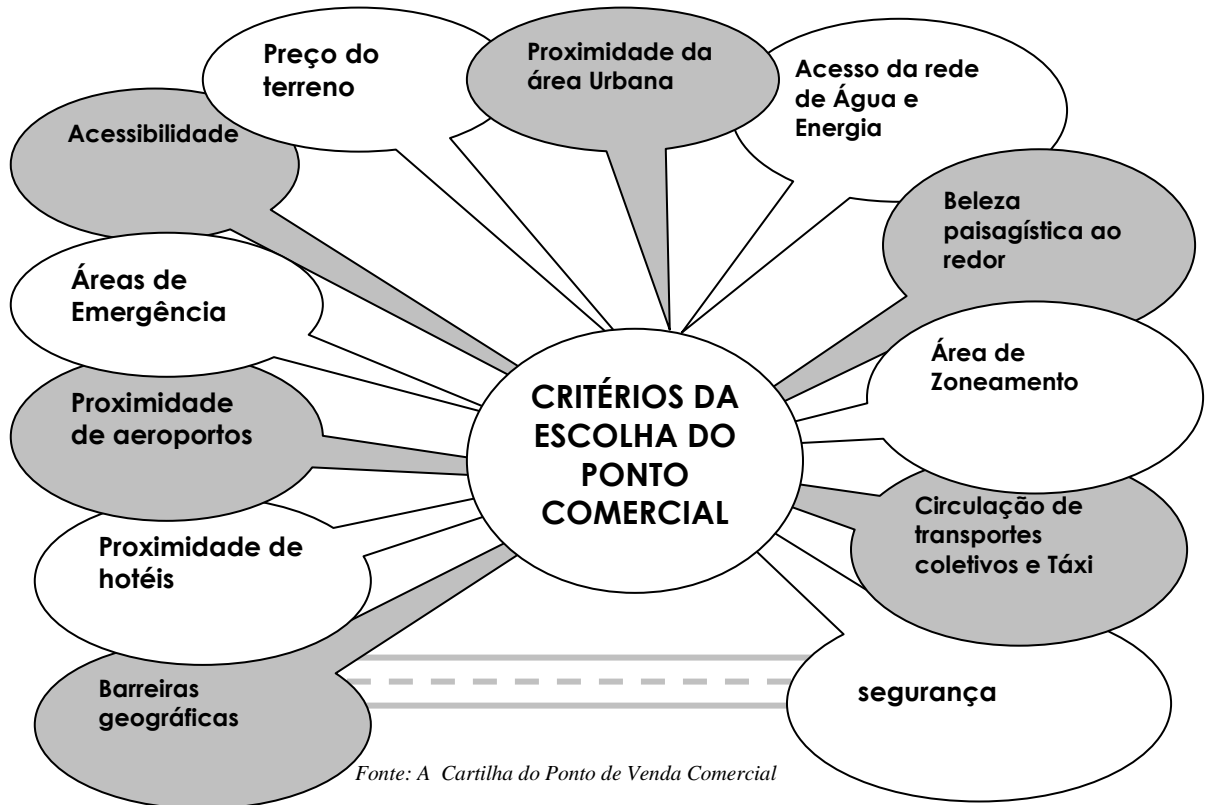 Preço do
terreno
Proximidade da
área Urbana
Acesso da rede
de Água e
Energia
Acessibilidade
Beleza
paisagística ao
redor
Áreas de
Emergência
Área de
Zoneamento
CRITÉRIOS DA
ESCOLHA DO
PONTO
COMERCIAL
Proximidade
de aeroportos
Circulação de
transportes
coletivos e Táxi
Proximidade de
hotéis
Barreiras
geográficas
segurança
Fonte: A Cartilha do Ponto de Venda Comercial